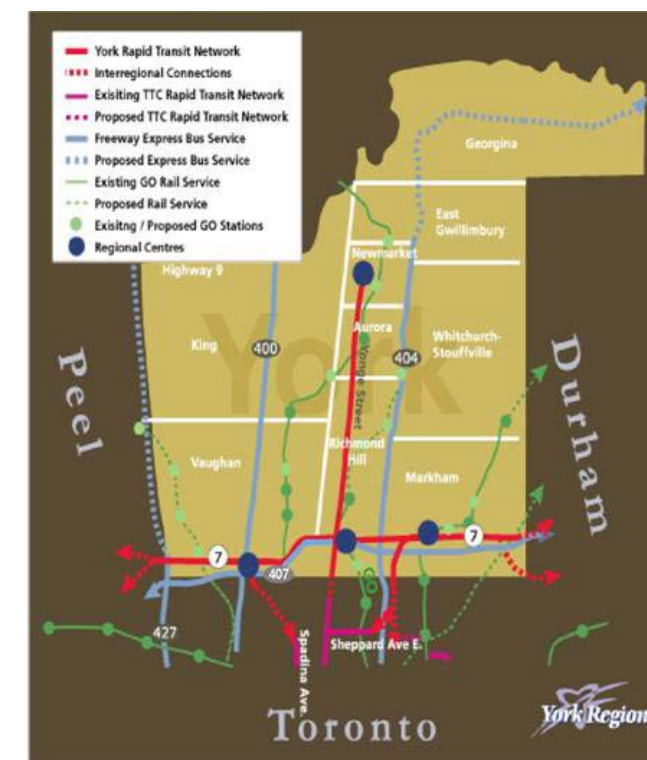 York Rapid Transit Network
Interregional Connections
Exisiting TTC Rapid Transit Network
Proposed TTC Rapid Transit Network
Freeway Express Bus Service
Proposed Express Bus Service
Existing GO Rail Service
Proposed Rail Service
Exisitng / Proposed GO Stations
Regional Centres
Georgina
East
Gwillimbury
Newmarket
Highway 9
York
King
400
Aurora
Yonge Street
404
Whitchurch-
Stouffville
Peel
Durham
Vaughan
Richmond
Hill
Markham
7
7
407
GO
427
Spadina Ave.
Sheppard Ave E.
Toronto
York Region